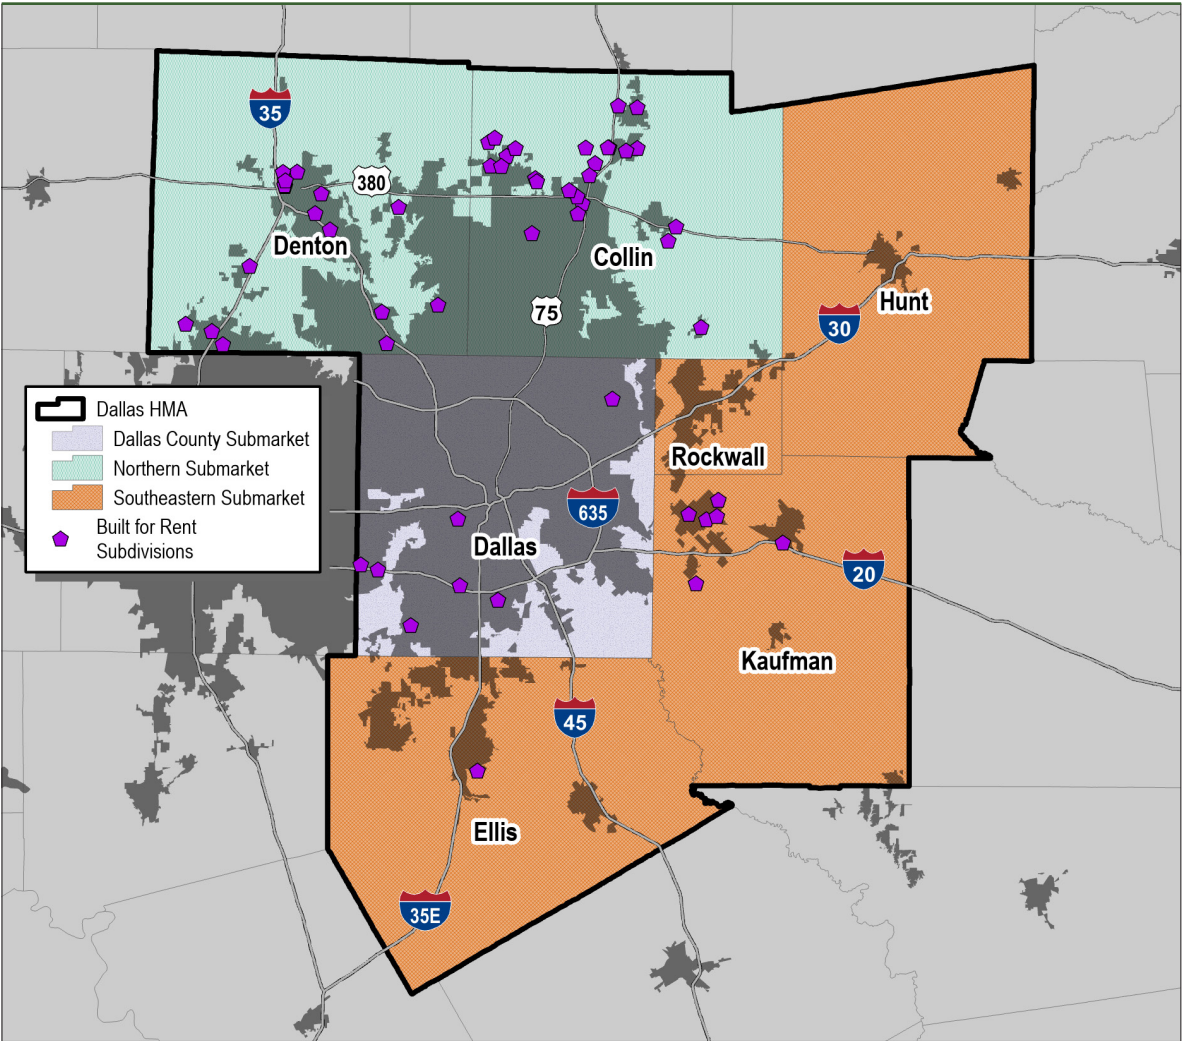 35
380
Denton
Collin
75
Hunt
30
Dallas HMA
Dallas County Submarket
Northern Submarket
Southeastern Submarket
Built for Rent
Subdivisions
Rockwall
635
Dallas
20
Kaufman
45
Ellis
35E